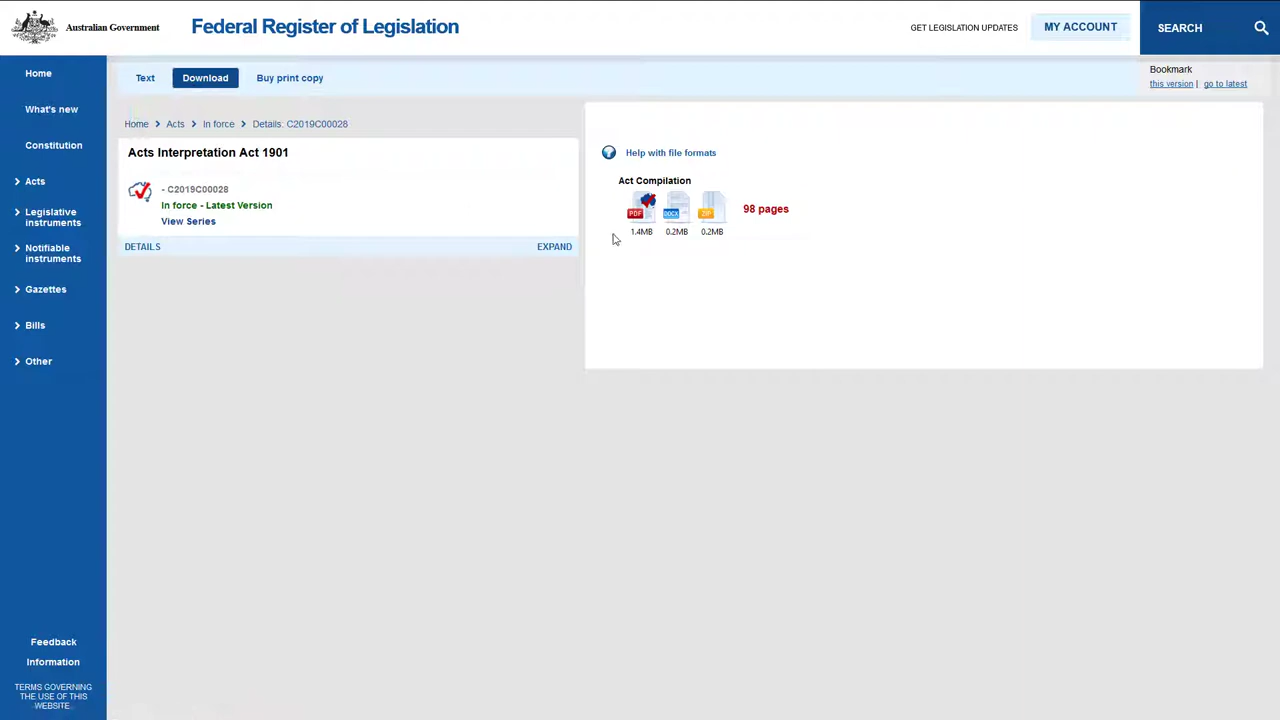 Australian Government
Federal Register of Legislation
GET LEGISLATION UPDATES
MY ACCOUNT
SEARCH
Home
What's new
Constitution
Acts
Legislative
instruments
Notifiable
instruments
Gazettes
Bills
Other
Feedback
Information
TERMS GOVERNING
THE USE OF THIS
WEBSITE
Text
Download
Buy print copy
Bookmark
this version | go to latest
Home > Acts > In force > Details: C2019C00028
Acts Interpretation Act 1901
- C2019C00028
In force - Latest Version
View Series
DETAILS
EXPAND
Help with file formats
Act Compilation
PDF
DOCX
ZIP
98 pages
1.4MB
0.2MB
0.2MB